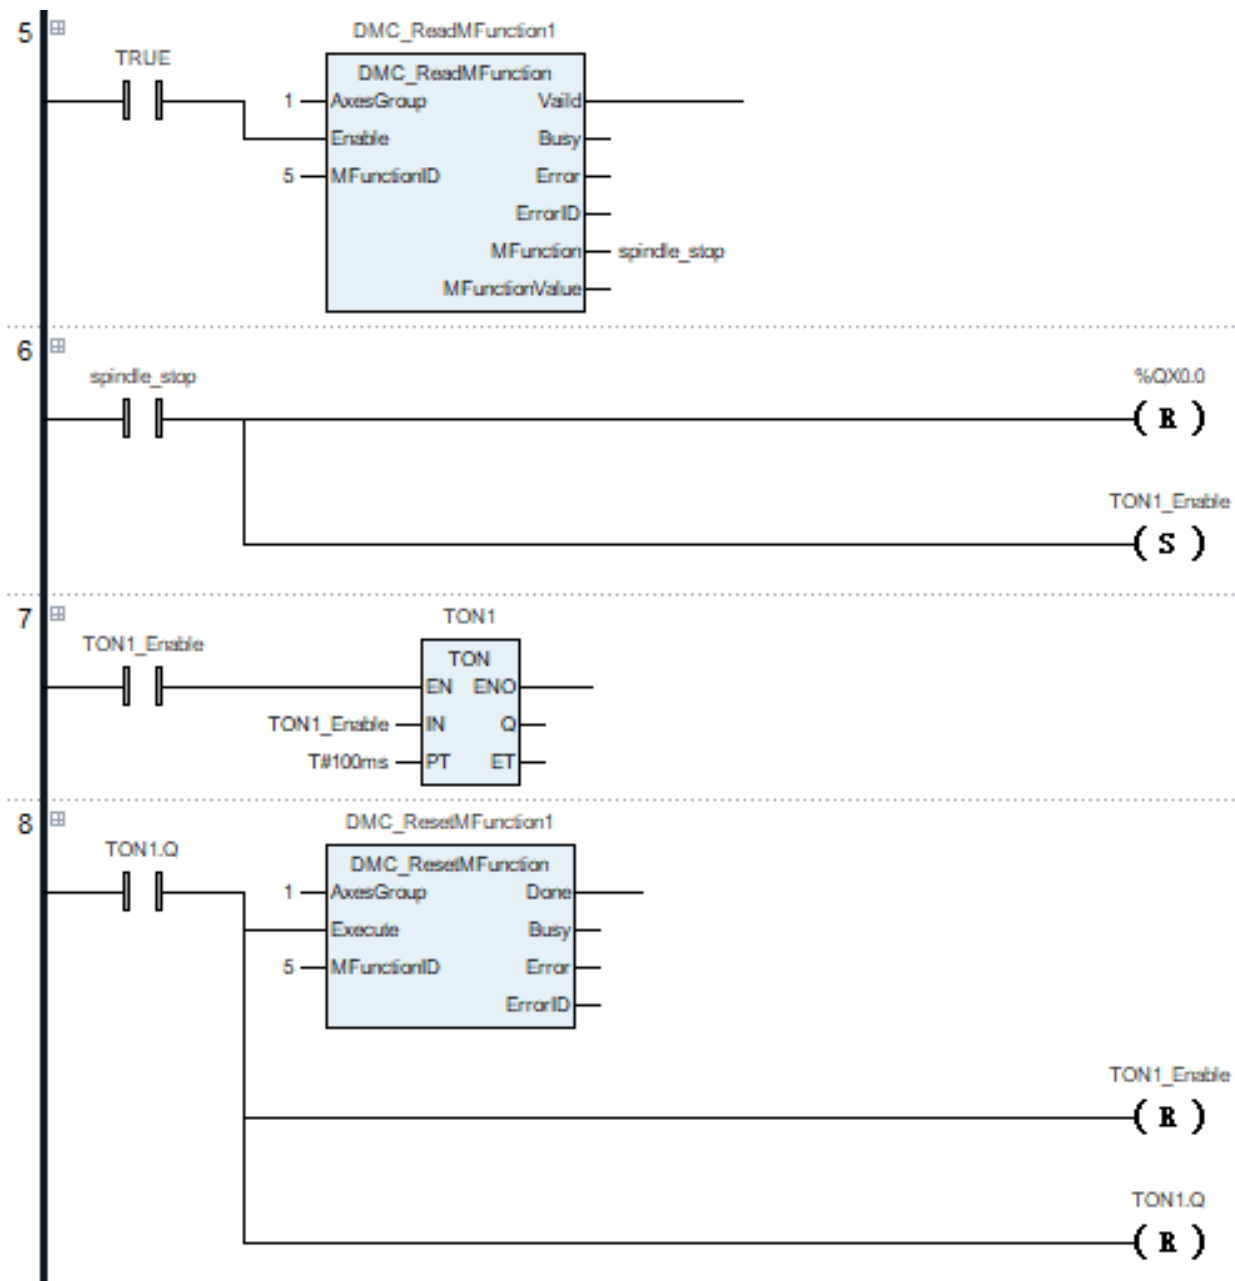 5
DMC_ReadMFunction1
TRUE
DMC_ReadMFunction
1 AxesGroup Vaild
Enable Busy
5 MFunctionID Error
ErrorID
MFunction spindle_stop
MFunctionValue
6
spindle_stop %QX0.0
( R )
TON1_Enable
( S )
7
TON1
TON1_Enable
TON
EN ENO
TON1_Enable IN Q
T#100ms PT ET
8
DMC_ResetMFunction1
TON1.Q
DMC_ResetMFunction
1 AxesGroup Done
Execute Busy
5 MFunctionID Error
ErrorID
TON1_Enable
( R )
TON1.Q
( R )